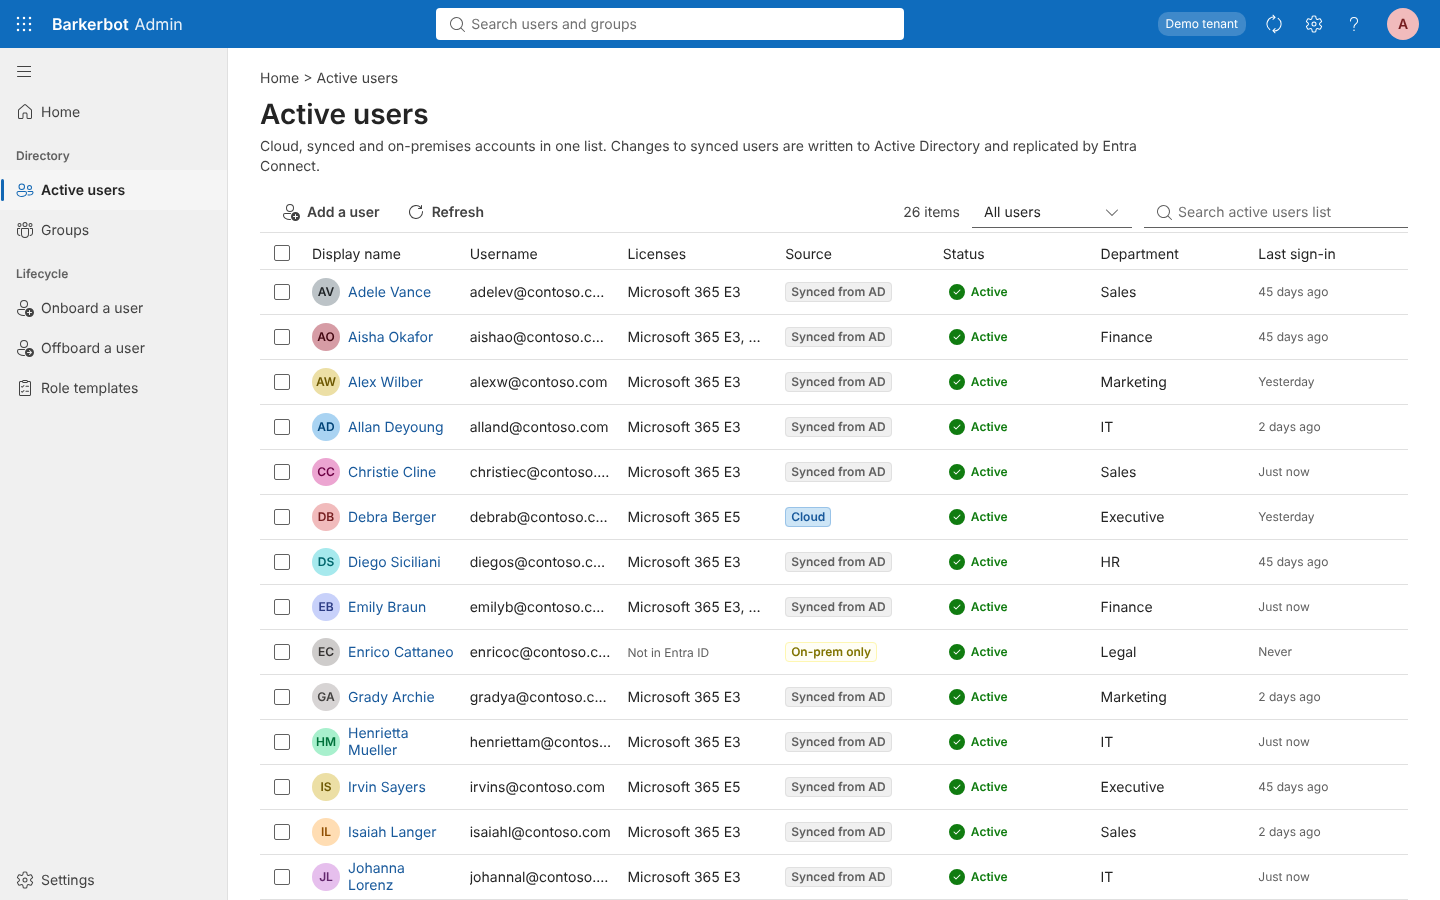 Barkerbot Admin
Search users and groups
Demo tenant
A
Home
Directory
Active users
Groups
Lifecycle
Onboard a user
Offboard a user
Role templates
Settings
Home > Active users
Active users
Cloud, synced and on-premises accounts in one list. Changes to synced users are written to Active Directory and replicated by Entra
Connect.
Add a user Refresh 26 items All users Search active users list
Display name Username Licenses Source Status Department Last sign-in
AV Adele Vance adelev@contoso.c... Microsoft 365 E3 Synced from AD Active Sales 45 days ago
AO Aisha Okafor aishao@contoso.c... Microsoft 365 E3, ... Synced from AD Active Finance 45 days ago
AW Alex Wilber alexw@contoso.com Microsoft 365 E3 Synced from AD Active Marketing Yesterday
AD Allan Deyoung alland@contoso.com Microsoft 365 E3 Synced from AD Active IT 2 days ago
CC Christie Cline christiec@contoso.... Microsoft 365 E3 Synced from AD Active Sales Just now
DB Debra Berger debrab@contoso.c... Microsoft 365 E5 Cloud Active Executive Yesterday
DS Diego Siciliani diegos@contoso.c... Microsoft 365 E3 Synced from AD Active HR 45 days ago
EB Emily Braun emilyb@contoso.c... Microsoft 365 E3, ... Synced from AD Active Finance Just now
EC Enrico Cattaneo enricoc@contoso.c... Not in Entra ID On-prem only Active Legal Never
GA Grady Archie gradya@contoso.c... Microsoft 365 E3 Synced from AD Active Marketing 2 days ago
HM Henrietta Mueller henriettam@contos... Microsoft 365 E3 Synced from AD Active IT Just now
IS Irvin Sayers irvins@contoso.com Microsoft 365 E5 Synced from AD Active Executive 45 days ago
IL Isaiah Langer isaiahl@contoso.com Microsoft 365 E3 Synced from AD Active Sales 2 days ago
JL Johanna Lorenz johannal@contoso.... Microsoft 365 E3 Synced from AD Active IT Just now